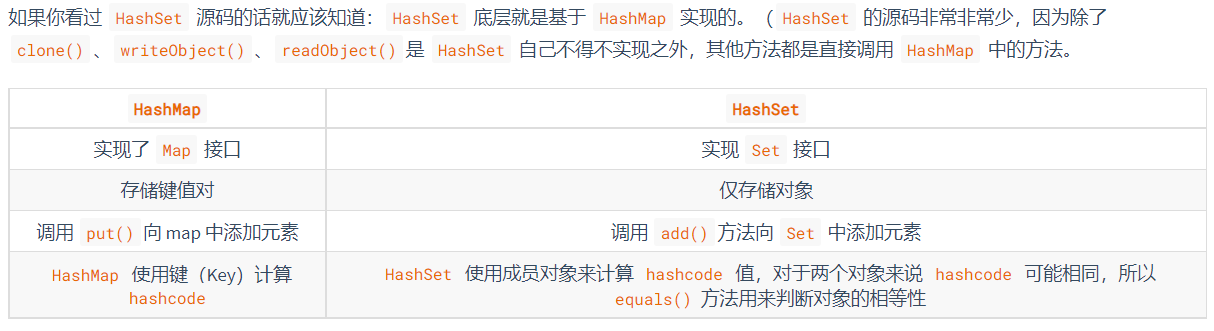 如果你看过 HashSet 源码的话就应该知道：HashSet 底层就是基于 HashMap 实现的。（HashSet 的源码非常非常少，因为除了
clone()、writeObject()、readObject()是 HashSet 自己不得不实现之外，其他方法都是直接调用 HashMap 中的方法。
HashMap HashSet
实现了 Map 接口 实现 Set 接口
存储键值对 仅存储对象
调用 put()向 map 中添加元素 调用 add()方法向 Set 中添加元素
HashMap 使用键（Key）计算 HashSet 使用成员对象来计算 hashcode 值，对于两个对象来说 hashcode 可能相同，所以
hashcode equals()方法用来判断对象的相等性